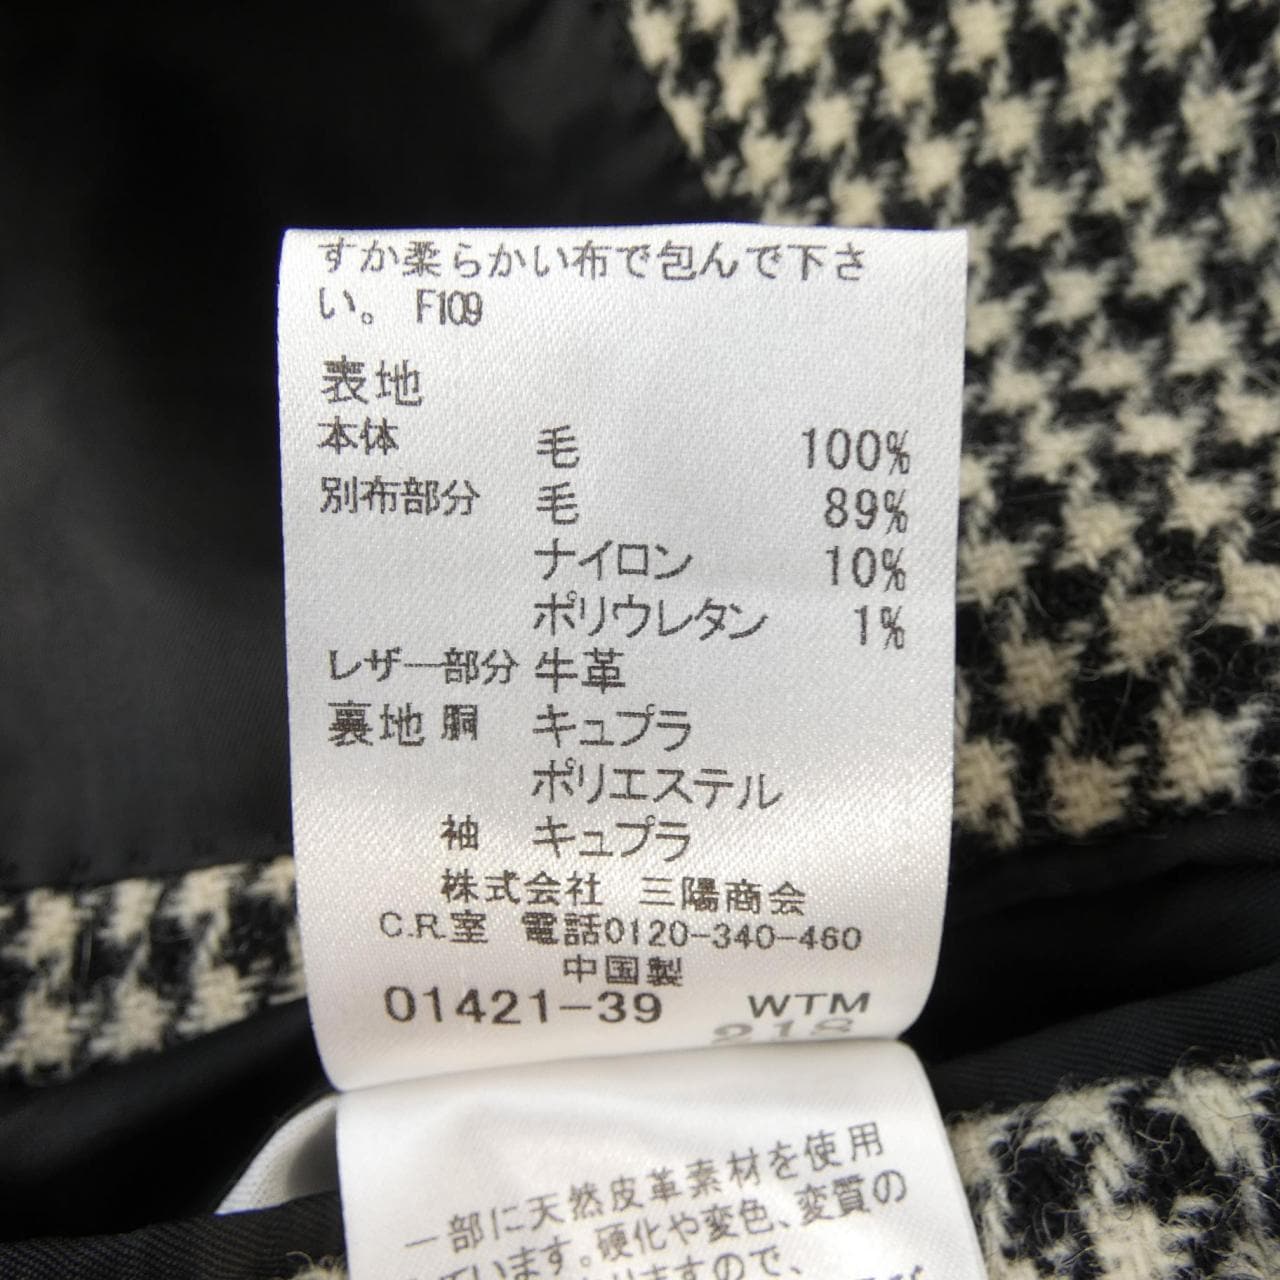 すか柔らかい布で包んで下さ
い。 F109
表地
本体 毛 100%
別布部分 毛 89%
ナイロン 10%
ポリウレタン 1%
レザー部分 牛革
裏地 胴 キュプラ
ポリエステル
袖 キュプラ
株式会社 三陽商会
C.R.室 電話0120-340-460
中国製
01421-39 WTM
一部に天然皮革素材を使用
ています。硬化や変色、変質の
りますので、